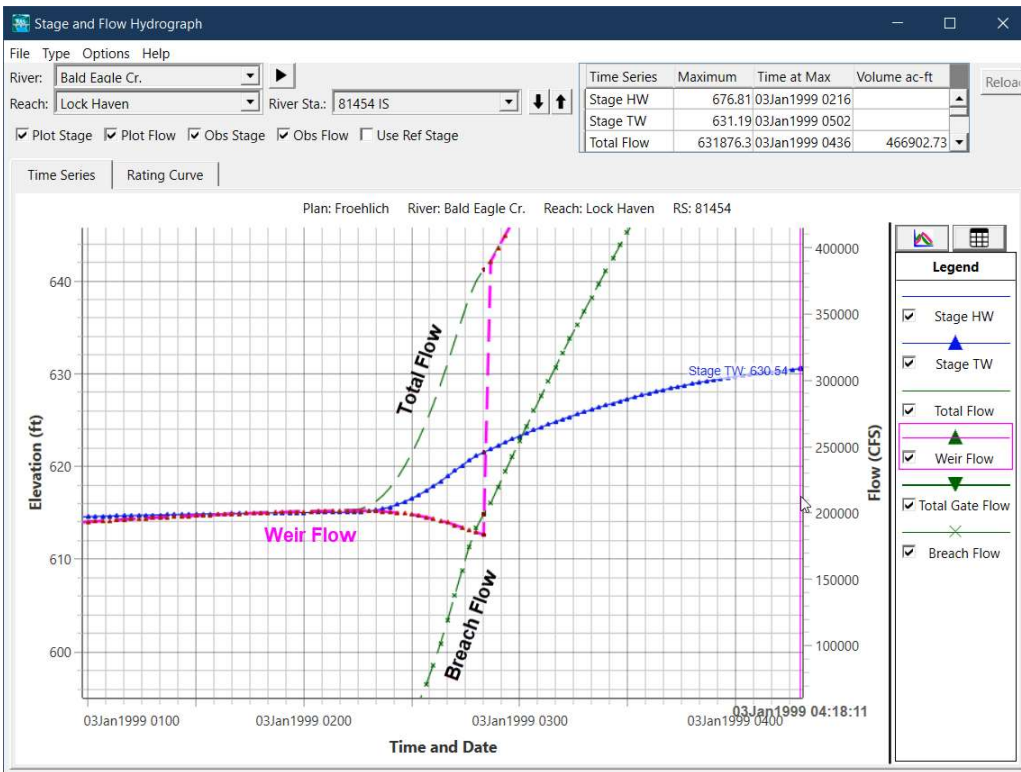 Stage and Flow Hydrograph
File Type Options Help
River: Bald Eagle Cr.
Reach: Lock Haven River Sta.: 81454 IS
Plot Stage Plot Flow Obs Stage Obs Flow Use Ref Stage
Time Series Maximum Time at Max Volume ac-ft
Stage HW 676.81 03Jan1999 0216
Stage TW 631.19 03Jan1999 0502
Total Flow 631876.3 03Jan1999 0436 466902.73
Reloa
Time Series Rating Curve
Plan: Froehlich River: Bald Eagle Cr. Reach: Lock Haven RS: 81454
Elevation (ft)
640
630
620
610
600
Total Flow
Weir Flow
Breach Flow
Stage TW: 630.54
400000
350000
300000
250000
200000
150000
100000
Flow (CFS)
03Jan1999 0100 03Jan1999 0200 03Jan1999 0300 03Jan1999 0400
03Jan1999 04:18:11
Time and Date
Legend
Stage HW
Stage TW
Total Flow
Weir Flow
Total Gate Flow
Breach Flow